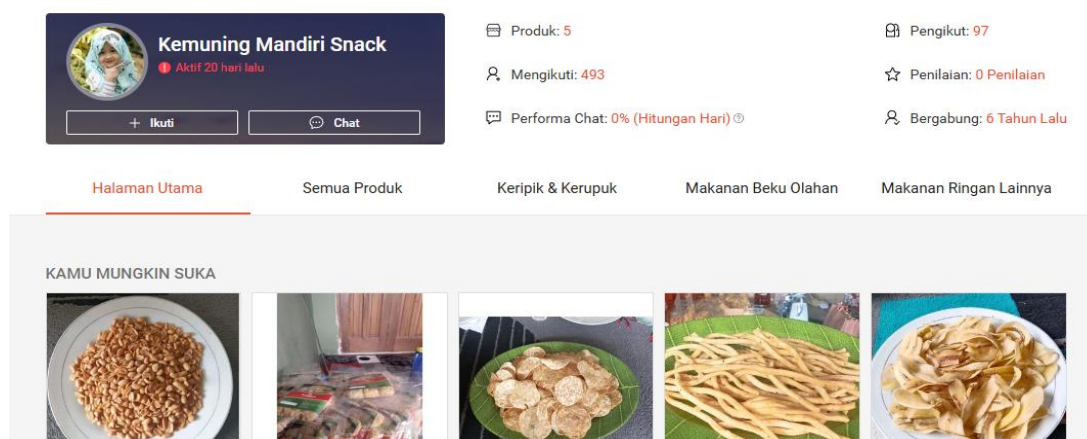 Kemuning Mandiri Snack
Aktif 20 hari lalu
+ Ikuti
Chat
Produk: 5
Mengikuti: 493
Performa Chat: 0% (Hitungan Hari)
Pengikut: 97
Penilaian: 0 Penilaian
Bergabung: 6 Tahun Lalu
Halaman Utama
Semua Produk
Keripik & Kerupuk
Makanan Beku Olahan
Makanan Ringan Lainnya
KAMU MUNGKIN SUKA